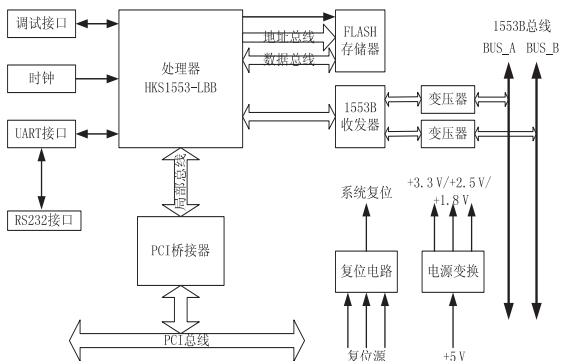 调试接口
时钟
UART接口
RS232接口
处理器
HKS1553-LBB
地址总线
数据总线
FLASH
存储器
1553B
收发器
变压器
变压器
1553B总线
BUS_A BUS_B
局部总线
PCI桥接器
PCI总线
系统复位
复位电路
复位源
+3.3 V/+2.5 V/
+1.8 V
电源变换
+5 V